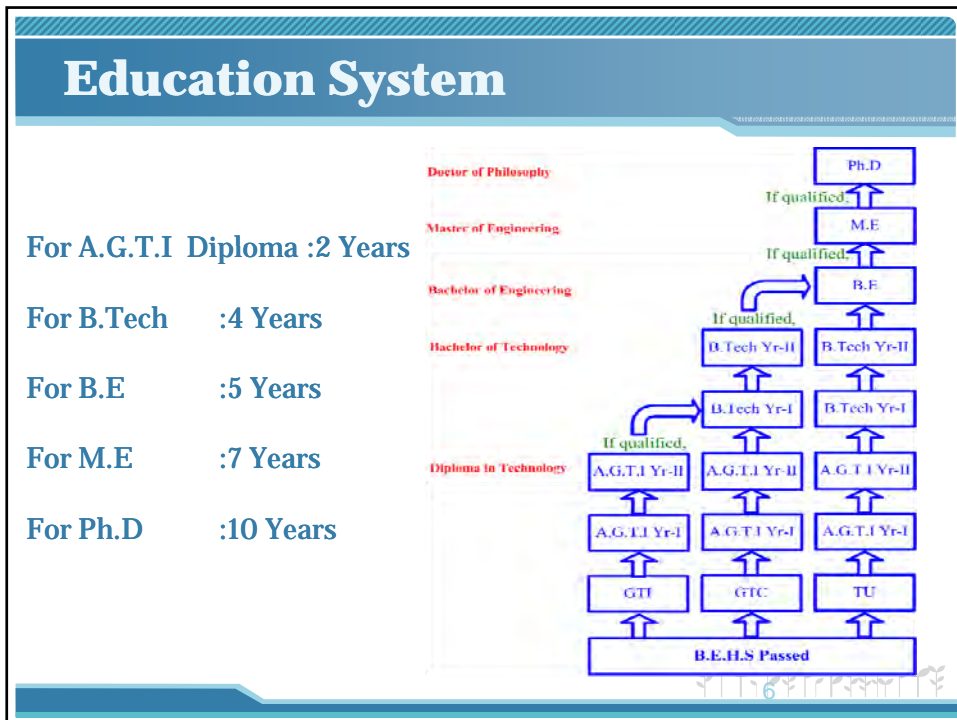 Education System
For A.G.T.I Diploma :2 Years
For B.Tech :4 Years
For B.E :5 Years
For M.E :7 Years
For Ph.D :10 Years
Doctor of Philosophy
Ph.D
If qualified,
Master of Engineering
M.E
If qualified,
Bachelor of Engineering
B.E
If qualified,
Bachelor of Technology
B.Tech Yr-II
B.Tech Yr-II
B.Tech Yr-I
B.Tech Yr-I
If qualified,
Diploma in Technology
A.G.T.I Yr-II
A.G.T.I Yr-II
A.G.T.I Yr-II
A.G.T.I Yr-I
A.G.T.I Yr-I
A.G.T.I Yr-I
GTI
GTC
TU
B.E.H.S Passed
6